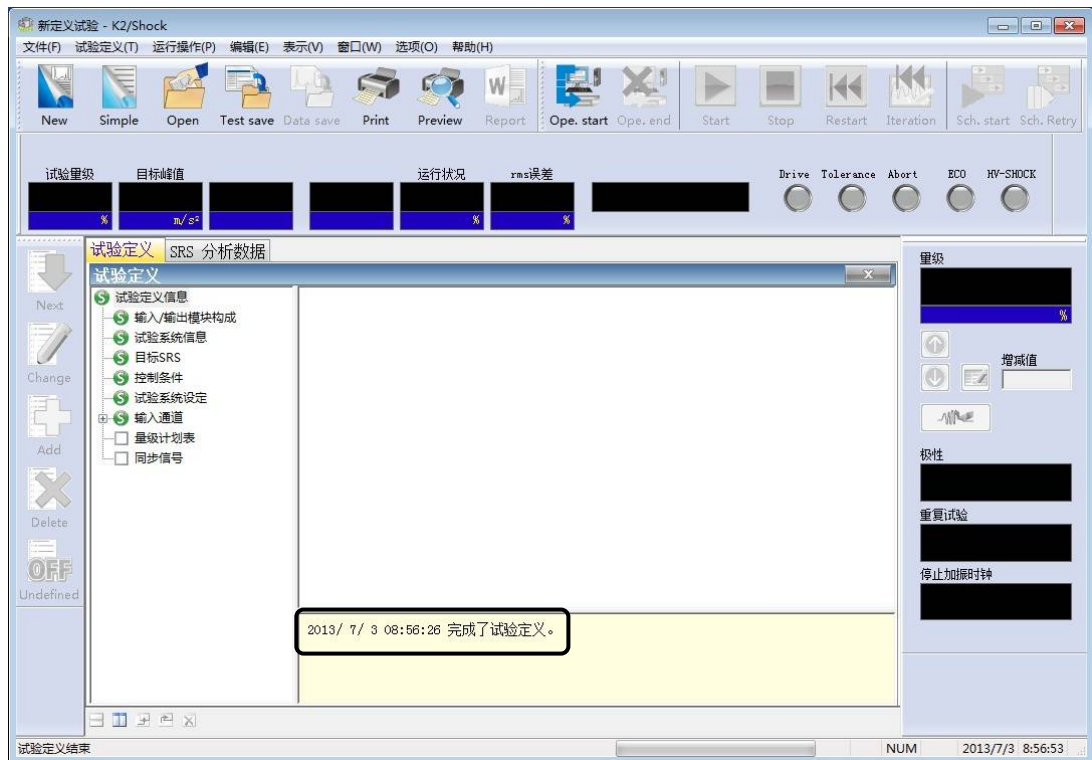 新定义试验 - K2/Shock
文件(F) 试验定义(T) 运行操作(P) 编辑(E) 表示(V) 窗口(W) 选项(O) 帮助(H)
New Simple Open Test save Data save Print Preview Report Ope. start Ope. end Start Stop Restart Iteration Sch. start Sch. Retry
试验量级 目标峰值 运行状况 rms误差 Drive Tolerance Abort ECO HV-SHOCK
% m/s² % %
试验定义 SRS 分析数据
试验定义
试验定义信息
输入/输出模块构成
试验系统信息
目标SRS
控制条件
试验系统设定
输入通道
量级计划表
同步信号
Next
Change
Add
Delete
OFF
Undefined
2013/ 7/ 3 08:56:26 完成了试验定义。
量级
%
增减值
极性
重复试验
停止加振时钟
试验定义结束 NUM 2013/7/3 8:56:53